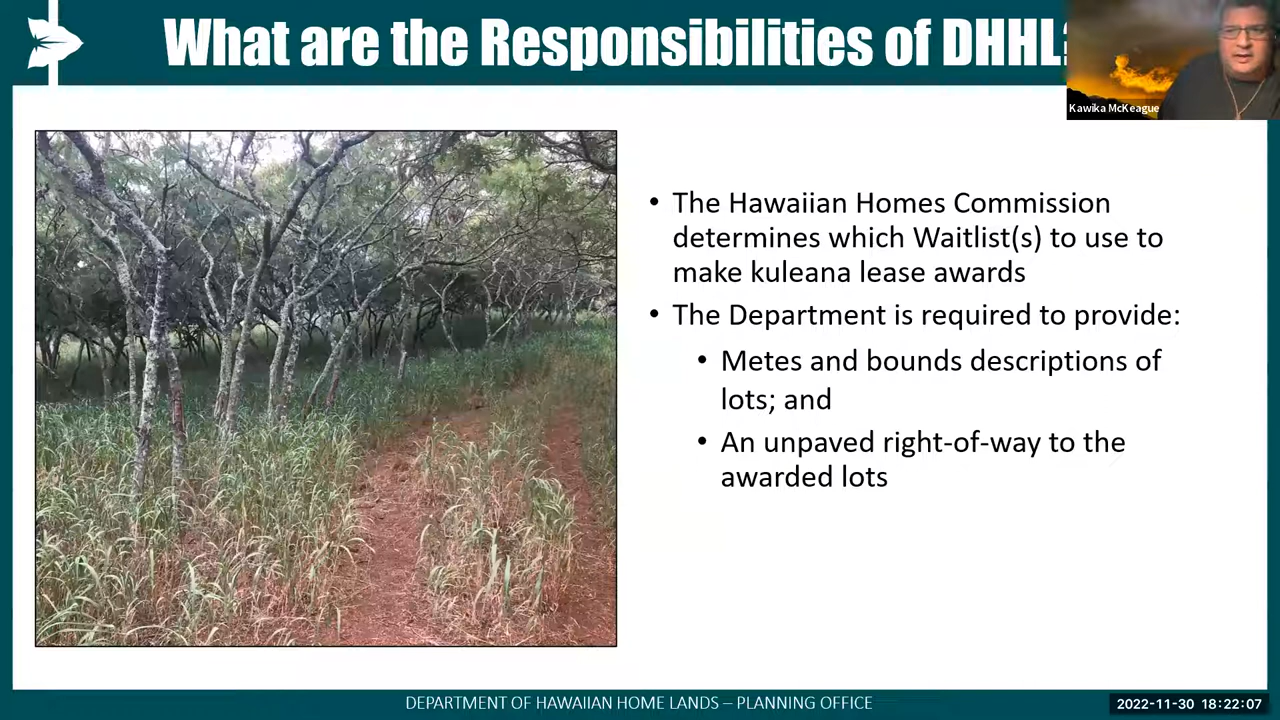 What are the Responsibilities of DHHL?
Kawika McKeague
• The Hawaiian Homes Commission
determines which Waitlist(s) to use to
make kuleana lease awards
• The Department is required to provide:
• Metes and bounds descriptions of
lots; and
• An unpaved right-of-way to the
awarded lots
DEPARTMENT OF HAWAIIAN HOME LANDS – PLANNING OFFICE
2022-11-30 18:22:07